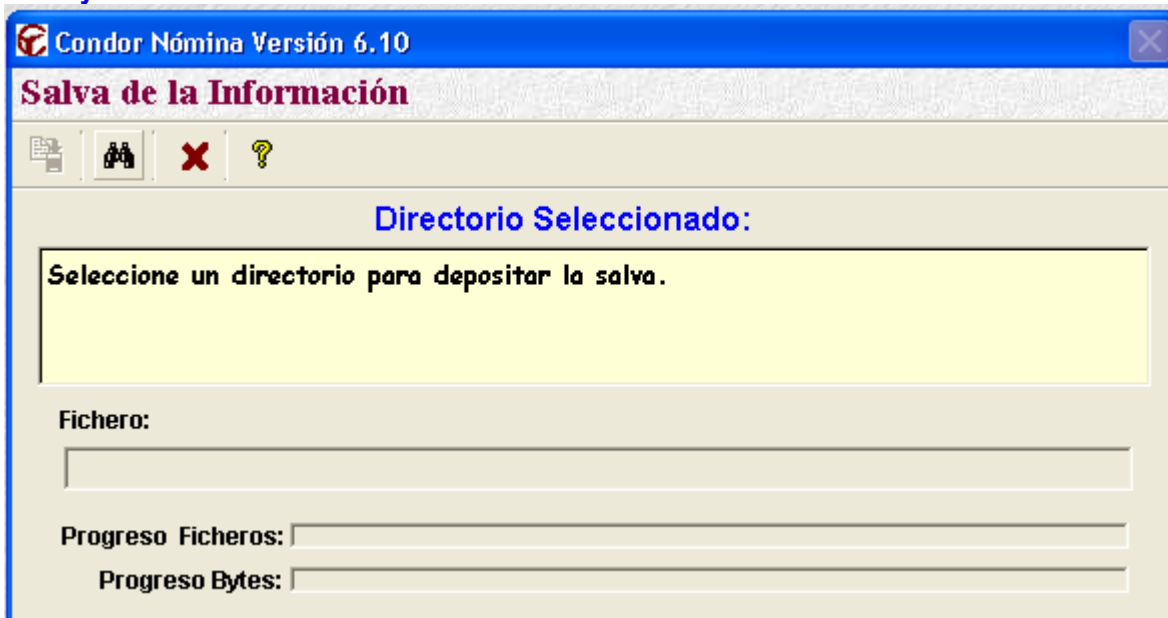 Condor Nómina Versión 6.10
Salva de la Información
Directorio Seleccionado:
Seleccione un directorio para depositar la salva.
Fichero:
Progreso Ficheros:
Progreso Bytes: